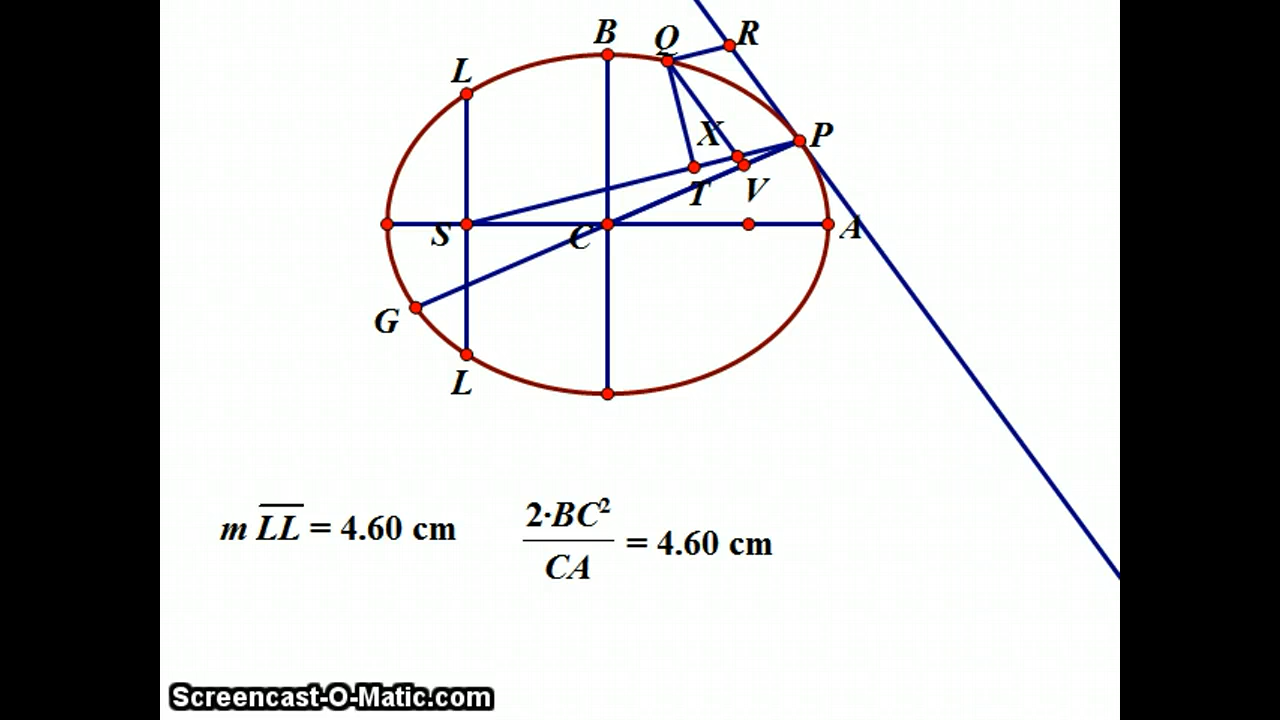 B
Q
R
L
X
P
T
V
S
C
A
G
L
m LL = 4.60 cm
2·BC² / CA = 4.60 cm
Screencast-O-Matic.com